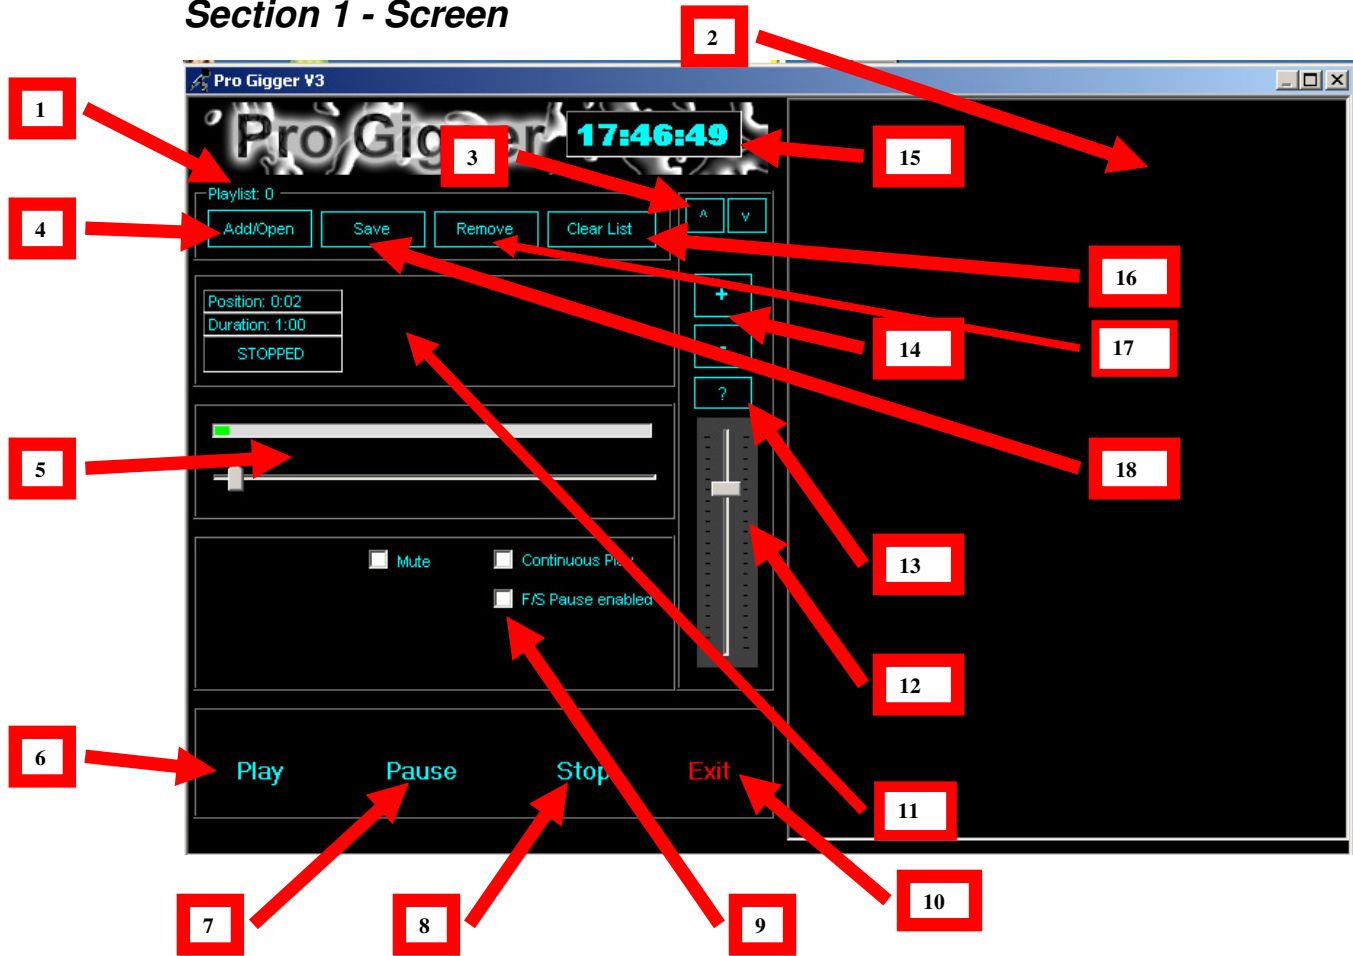 Section 1 - Screen
2
Pro Gigger V3
1
Pro Gigger
17:46:49
3
15
Playlist: 0
4
Add/Open
Save
Remove
Clear List
^
v
16
Position: 0:02
Duration: 1:00
STOPPED
+
-
14
17
?
5
18
Mute
Continuous Play
13
F/S Pause enabled
12
6
Play
Pause
Stop
Exit
11
7
8
9
10